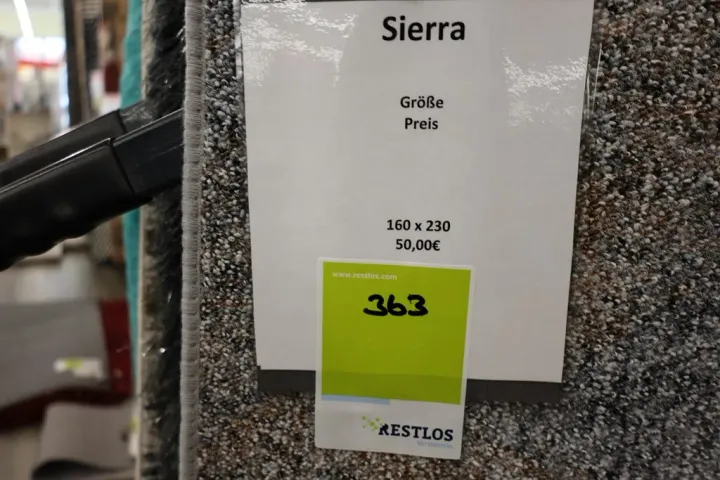 Sierra
Größe
Preis
160 x 230
50,00€
www.restlos.com
363
RESTLOS